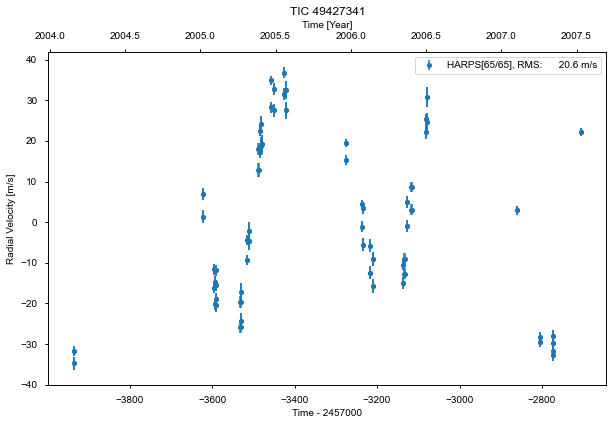 TIC 49427341
Time [Year]
2004.0 2004.5 2005.0 2005.5 2006.0 2006.5 2007.0 2007.5
HARPS[65/65], RMS: 20.6 m/s
Radial Velocity [m/s]
40
30
20
10
0
−10
−20
−30
−40
−3800 −3600 −3400 −3200 −3000 −2800
Time - 2457000